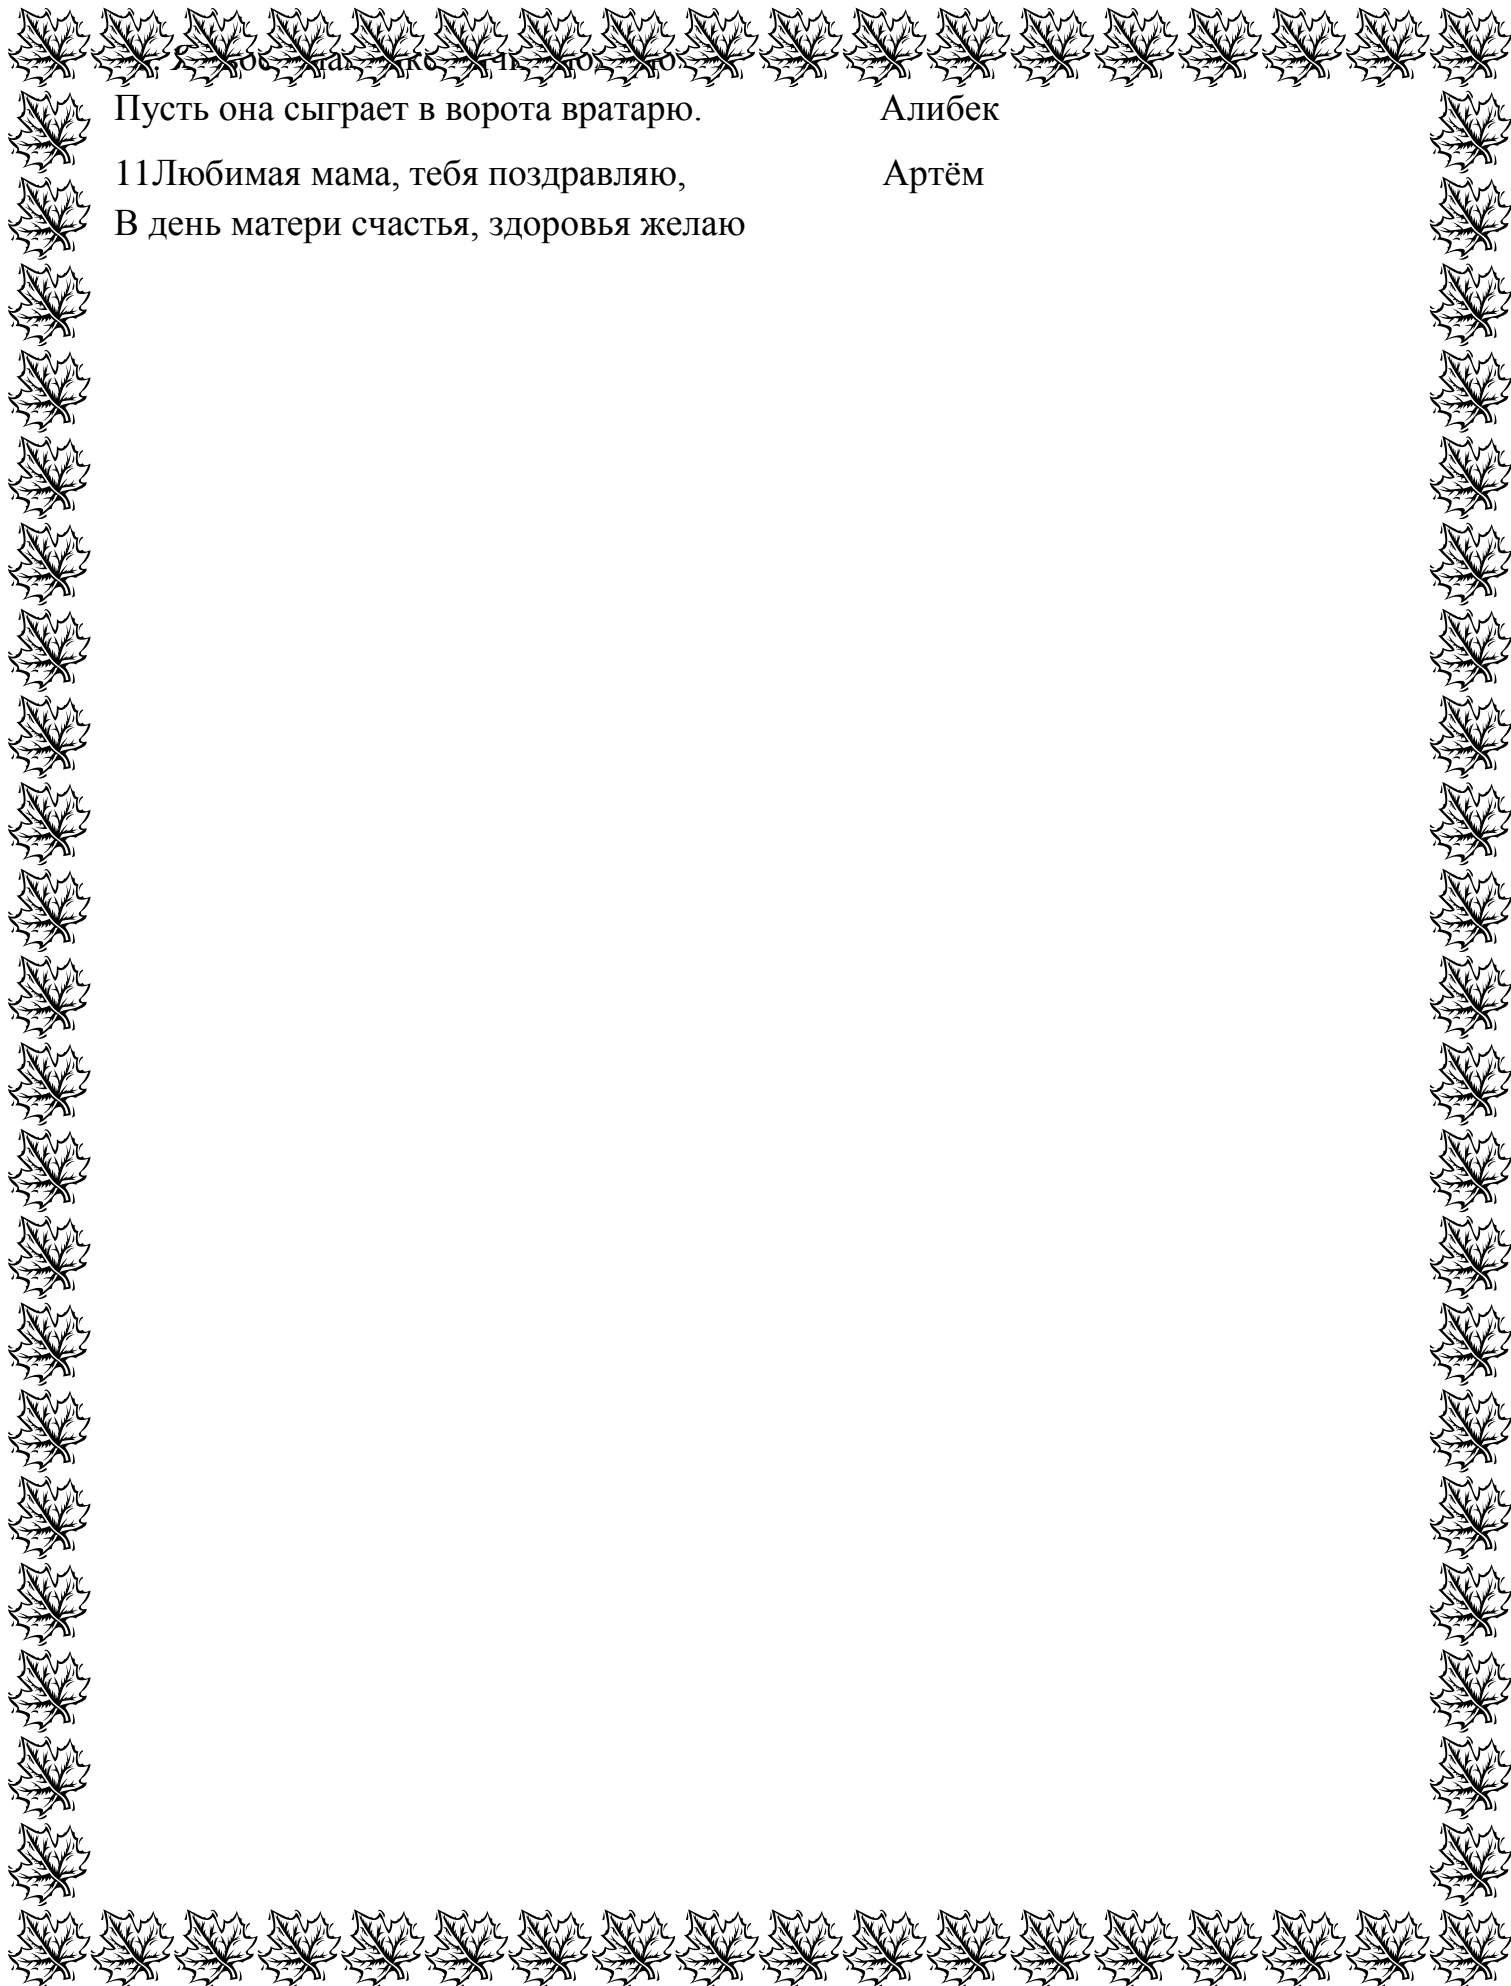 Пусть она сыграет в ворота вратарю. Алибек
11Любимая мама, тебя поздравляю, Артём
В день матери счастья, здоровья желаю